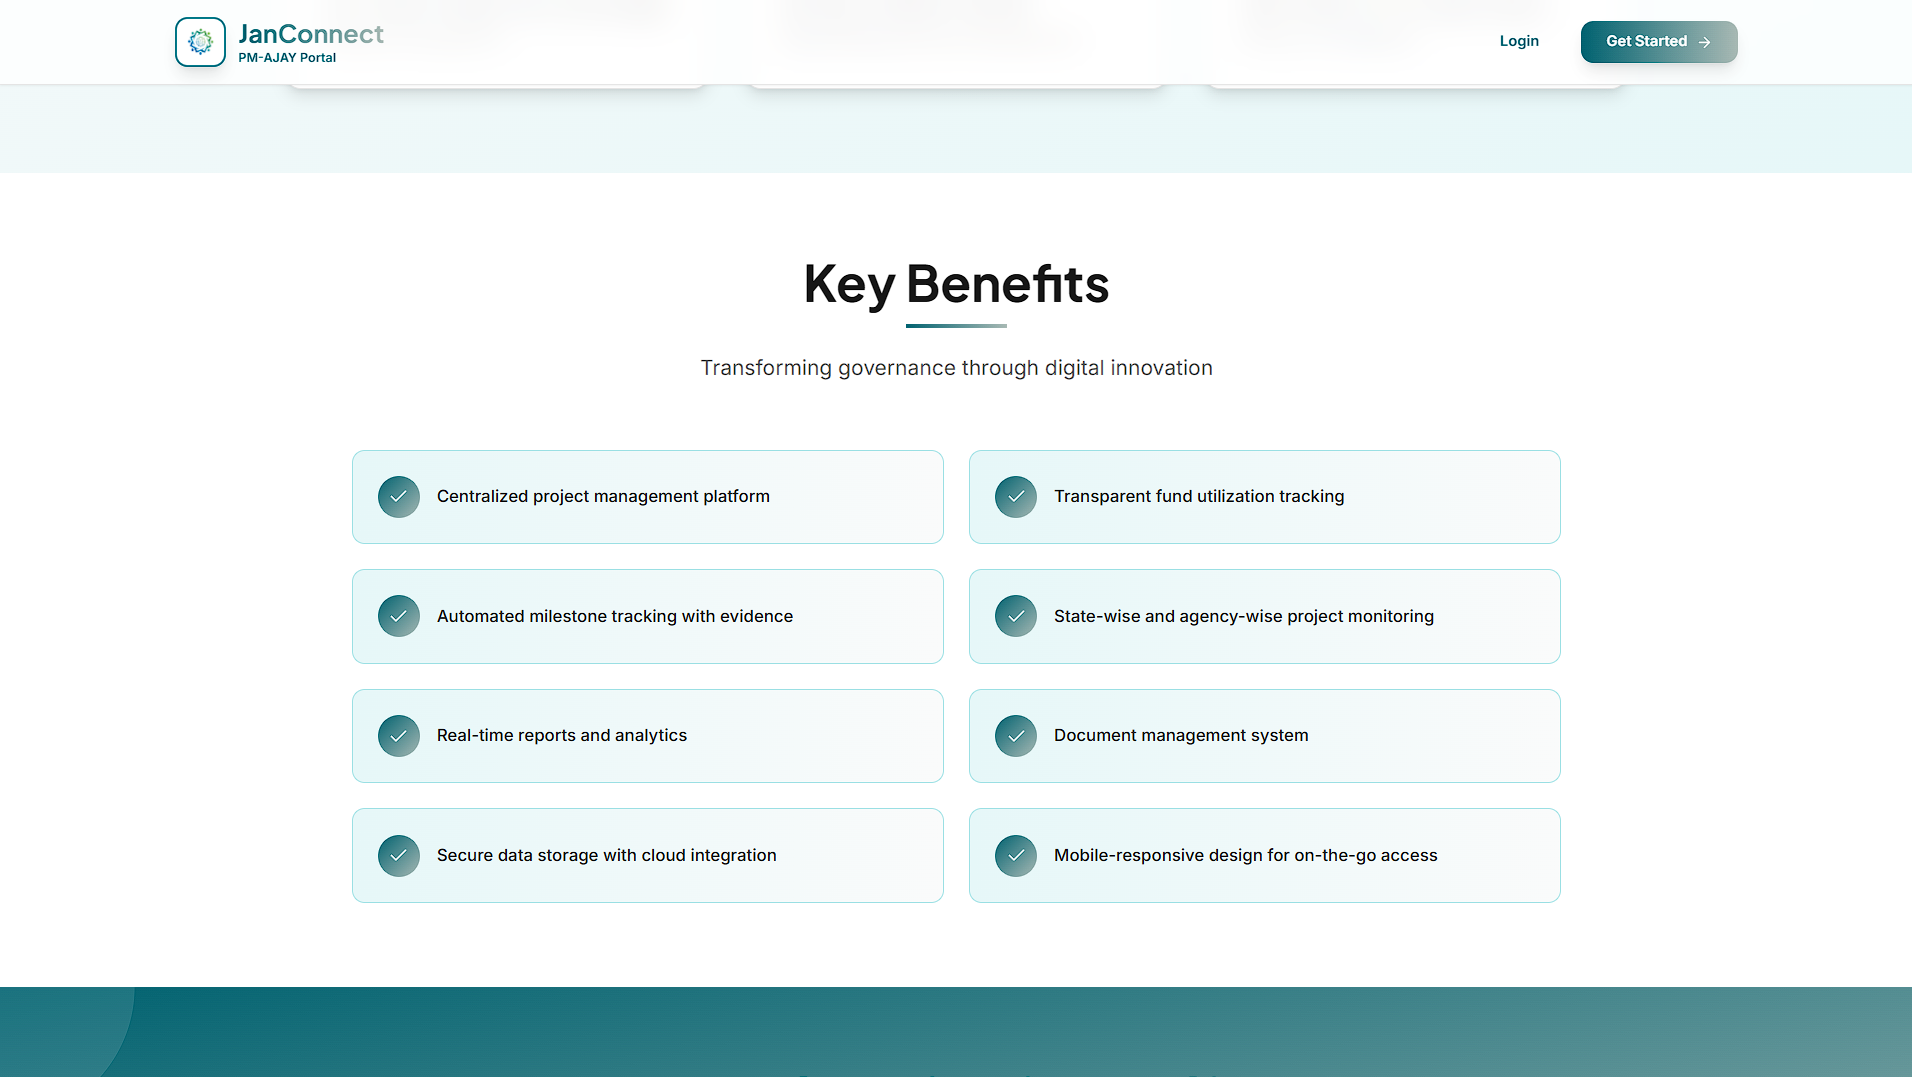 JanConnect
PM-AJAY Portal
Login
Get Started
Key Benefits
Transforming governance through digital innovation
Centralized project management platform
Transparent fund utilization tracking
Automated milestone tracking with evidence
State-wise and agency-wise project monitoring
Real-time reports and analytics
Document management system
Secure data storage with cloud integration
Mobile-responsive design for on-the-go access